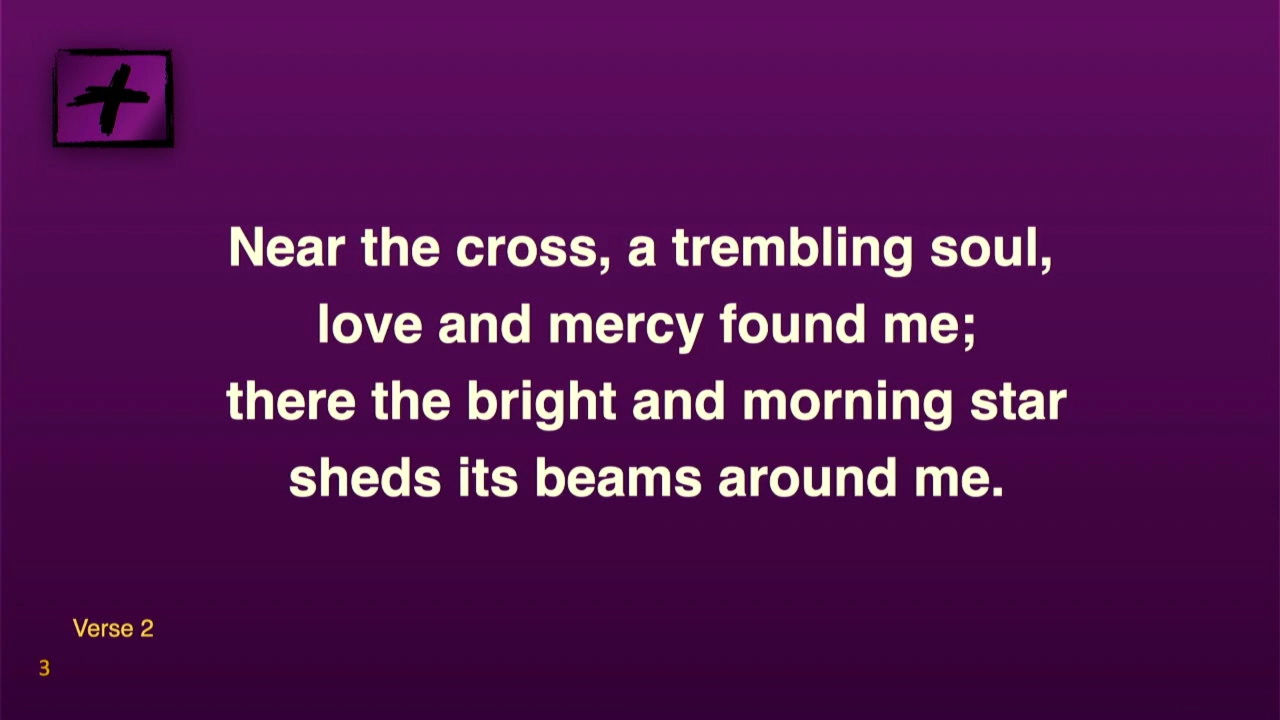 Near the cross, a trembling soul,
love and mercy found me;
there the bright and morning star
sheds its beams around me.
Verse 2
3